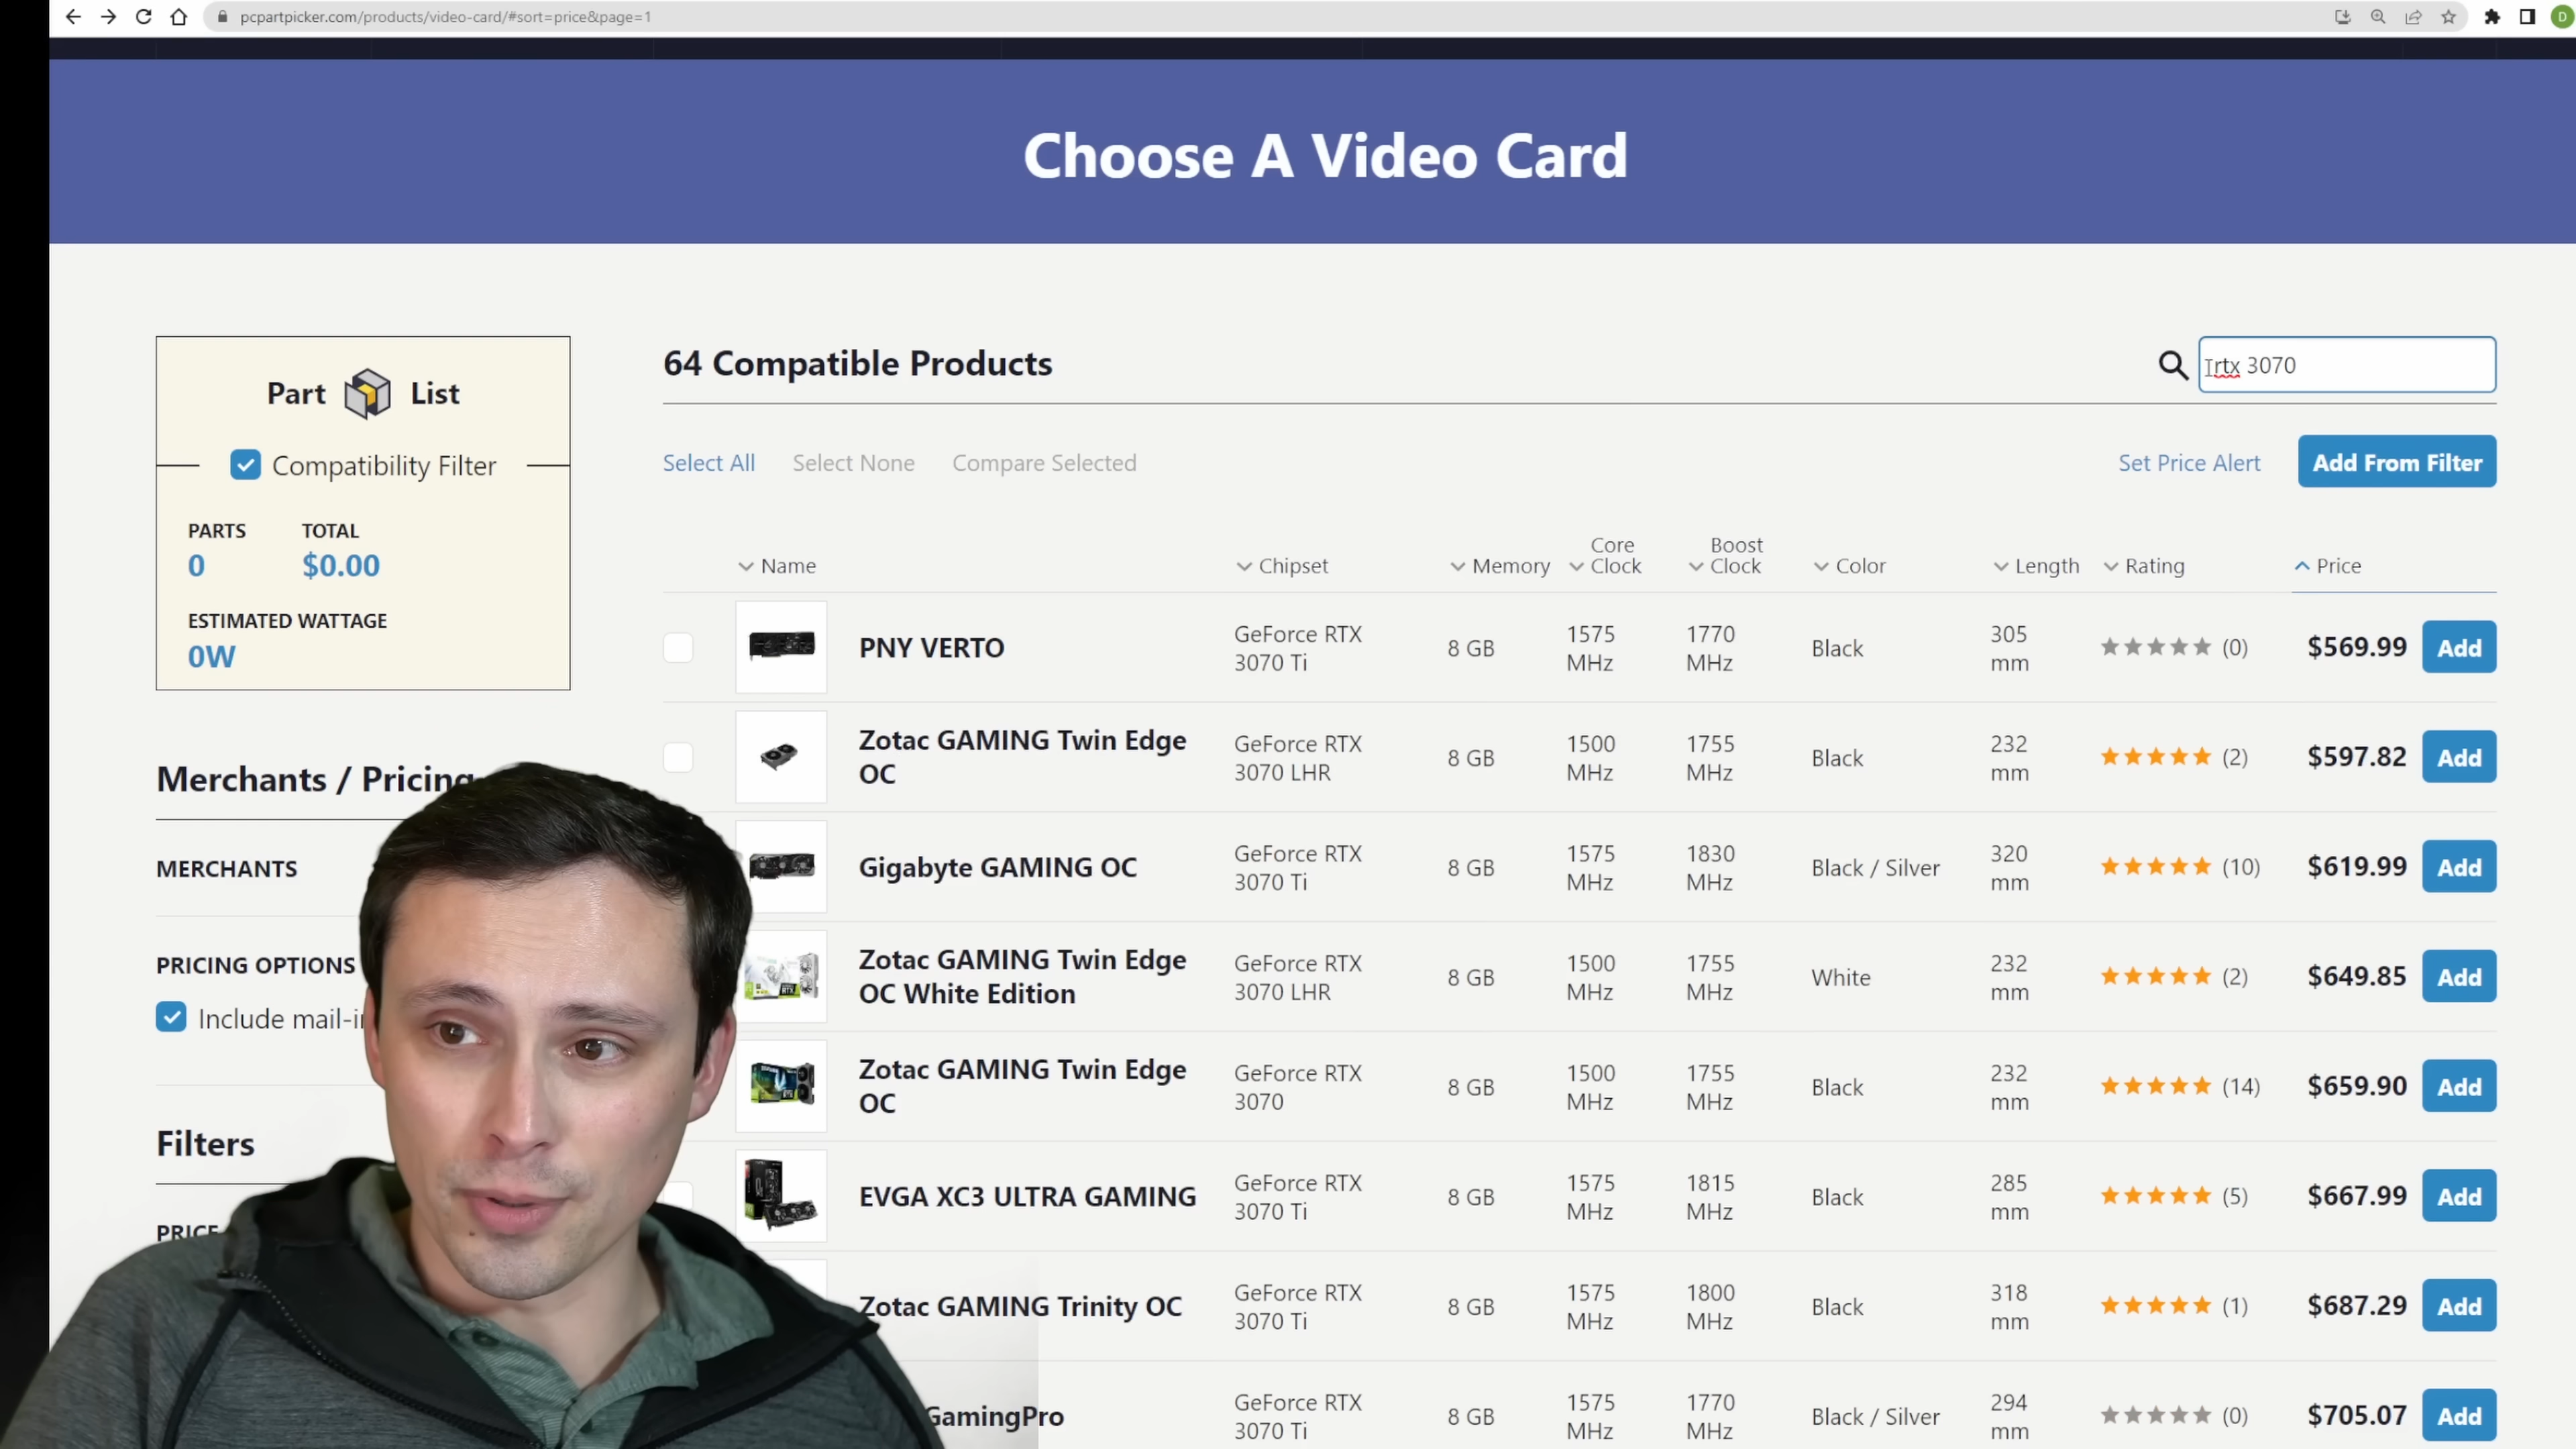 pcpartpicker.com/products/video-card/#sort=price&page=1
D
Choose A Video Card
Part List
Compatibility Filter
PARTS TOTAL
0 $0.00
ESTIMATED WATTAGE
0W
Merchants / Pricing
MERCHANTS
PRICING OPTIONS
Include mail-i
Filters
PRICE
64 Compatible Products
rtx 3070
Select All Select None Compare Selected Set Price Alert Add From Filter
Name Chipset Memory Core Clock Boost Clock Color Length Rating Price
PNY VERTO GeForce RTX 3070 Ti 8 GB 1575 MHz 1770 MHz Black 305 mm (0) $569.99 Add
Zotac GAMING Twin Edge OC GeForce RTX 3070 LHR 8 GB 1500 MHz 1755 MHz Black 232 mm (2) $597.82 Add
Gigabyte GAMING OC GeForce RTX 3070 Ti 8 GB 1575 MHz 1830 MHz Black / Silver 320 mm (10) $619.99 Add
Zotac GAMING Twin Edge OC White Edition GeForce RTX 3070 LHR 8 GB 1500 MHz 1755 MHz White 232 mm (2) $649.85 Add
Zotac GAMING Twin Edge OC GeForce RTX 3070 8 GB 1500 MHz 1755 MHz Black 232 mm (14) $659.90 Add
EVGA XC3 ULTRA GAMING GeForce RTX 3070 Ti 8 GB 1575 MHz 1815 MHz Black 285 mm (5) $667.99 Add
Zotac GAMING Trinity OC GeForce RTX 3070 Ti 8 GB 1575 MHz 1800 MHz Black 318 mm (1) $687.29 Add
GamingPro GeForce RTX 3070 Ti 8 GB 1575 MHz 1770 MHz Black / Silver 294 mm (0) $705.07 Add